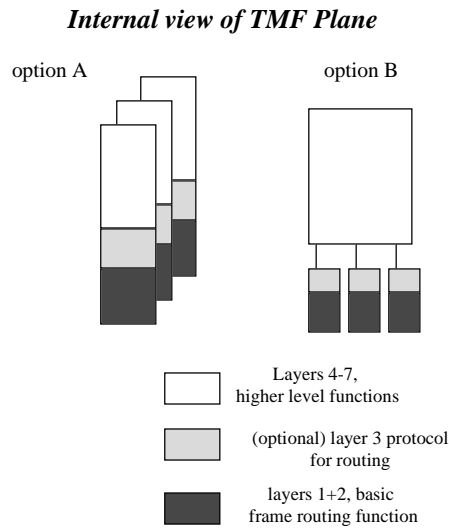 Internal view of TMF Plane
option A
option B
Layers 4-7,
higher level functions
(optional) layer 3 protocol
for routing
layers 1+2, basic
frame routing function